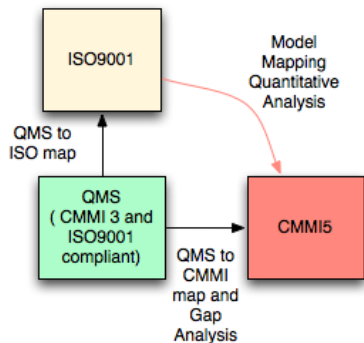 ISO9001
Model
Mapping
Quantitative
Analysis
QMS to
ISO map
QMS
( CMMI 3 and
ISO9001
compliant)
CMMI5
QMS to
CMMI
map and
Gap
Analysis